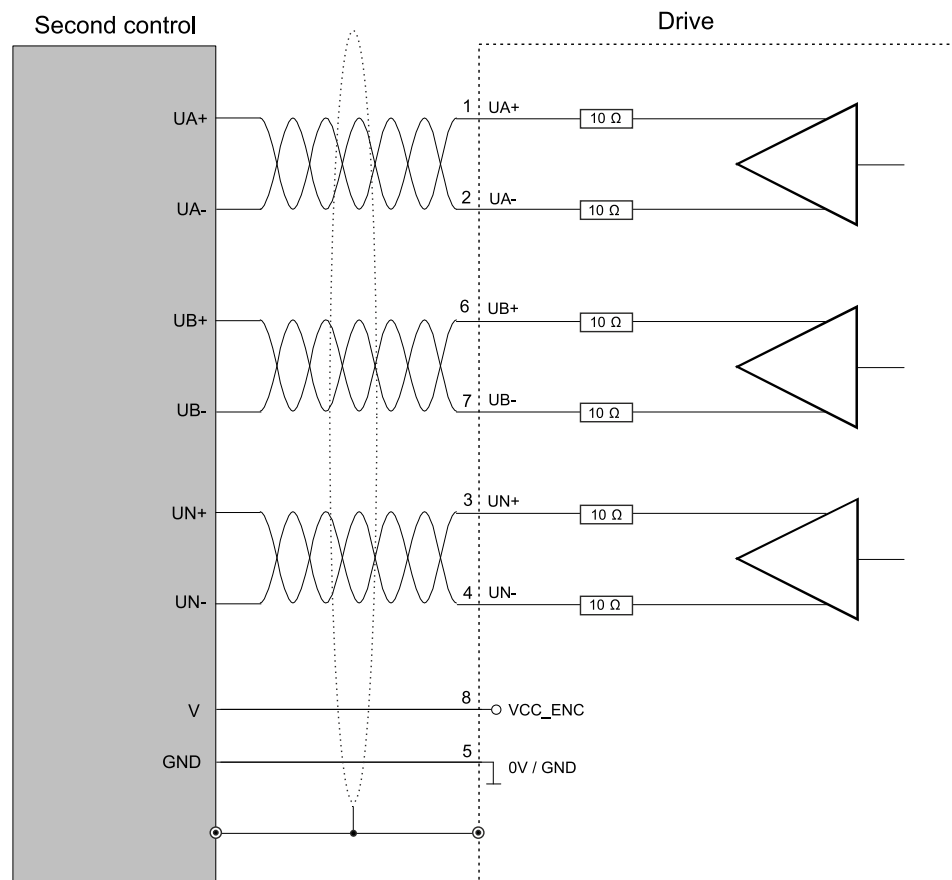 Second control
Drive
UA+ 1 UA+ 10 Ω
UA- 2 UA- 10 Ω
UB+ 6 UB+ 10 Ω
UB- 7 UB- 10 Ω
UN+ 3 UN+ 10 Ω
UN- 4 UN- 10 Ω
V 8 VCC_ENC
GND 5 0V / GND